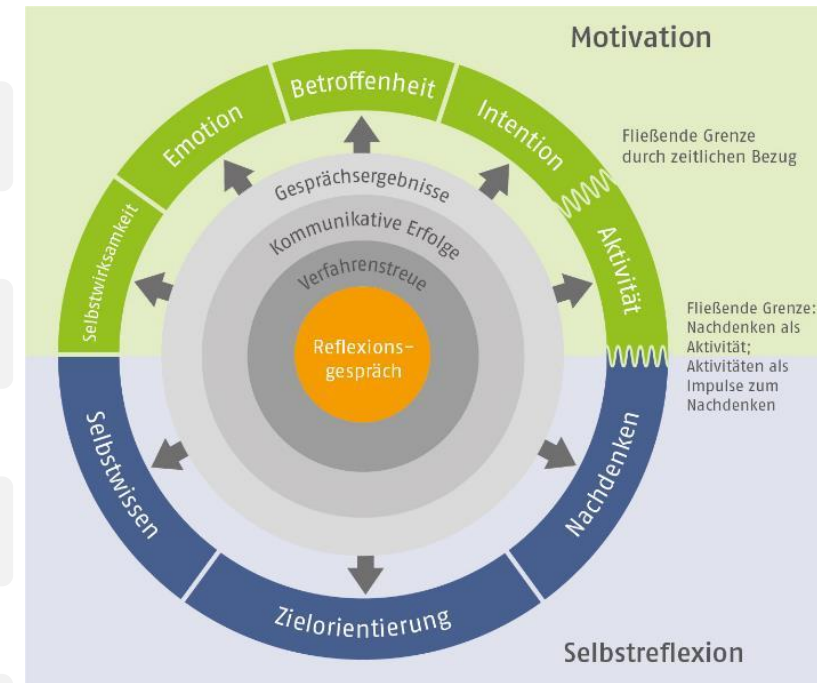 Motivation
Betroffenheit
Emotion
Intention
Fließende Grenze
durch zeitlichen Bezug
Gesprächsergebnisse
Selbstwirksamkeit
Kommunikative Erfolge
Aktivität
Verfahrenstreue
Fließende Grenze:
Nachdenken als
Aktivität;
Aktivitäten als
Impulse zum
Nachdenken
Reflexions-
gespräch
Selbstwissen
Nachdenken
Zielorientierung
Selbstreflexion